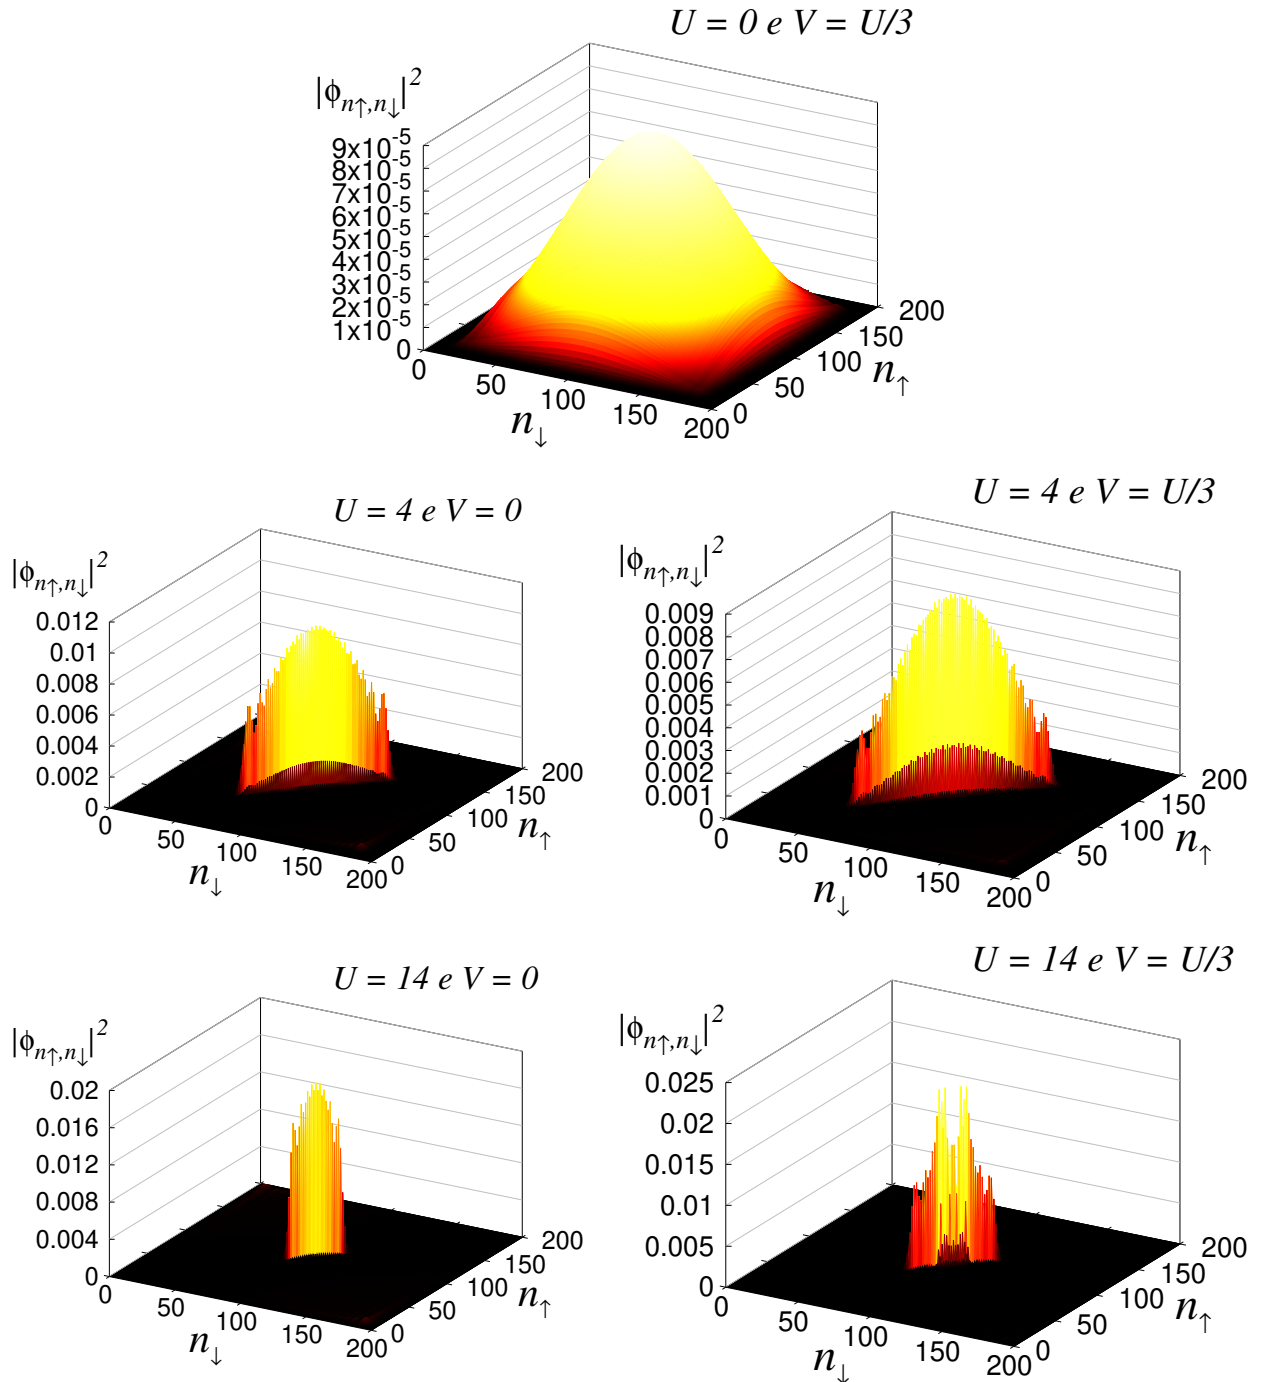 U = 0 e V = U/3
|ϕn↑,n↓|²
9x10⁻⁵
8x10⁻⁵
7x10⁻⁵
6x10⁻⁵
5x10⁻⁵
4x10⁻⁵
3x10⁻⁵
2x10⁻⁵
1x10⁻⁵
0
0
50
100
150
200
n↓
0
50
100
150
200
n↑
U = 4 e V = 0
|ϕn↑,n↓|²
0.012
0.01
0.008
0.006
0.004
0.002
0
0
50
100
150
200
n↓
0
50
100
150
200
n↑
U = 4 e V = U/3
|ϕn↑,n↓|²
0.009
0.008
0.007
0.006
0.005
0.004
0.003
0.002
0.001
0
0
50
100
150
200
n↓
0
50
100
150
200
n↑
U = 14 e V = 0
|ϕn↑,n↓|²
0.02
0.016
0.012
0.008
0.004
0
0
50
100
150
200
n↓
0
50
100
150
200
n↑
U = 14 e V = U/3
|ϕn↑,n↓|²
0.025
0.02
0.015
0.01
0.005
0
0
50
100
150
200
n↓
0
50
100
150
200
n↑